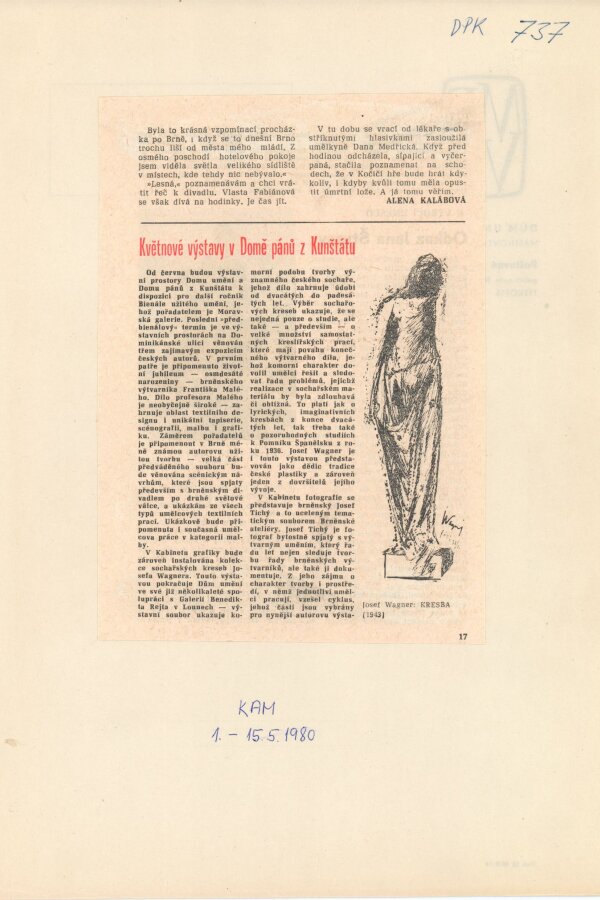 DPK 737
Byla to krásná vzpomínací procház-
ka po Brně, i když se to dnešní Brno
trochu liší od města mého mládí, Z
osmého poschodí hotelového pokoje
jsem viděla světla velikého sídliště
v místech, kde tehdy nic nebývalo.«
»Lesná,« poznamenávám a chci vrá-
tit řeč k divadlu. Vlasta Fabiánová
se však dívá na hodinky. Je čas jít.
V tu dobu se vrací od lékaře s ob-
střiknutými hlasivkami zasloužilá
umělkyně Dana Medřická. Když před
hodinou odcházela, sípající a vyčer-
paná, stačila poznamenat na scho-
dech, že v Kočičí hře bude hrát kdy-
koliv, i kdyby kvůli tomu měla opus-
tit úmrtní lože. A já tomu věřím.
ALENA KALÁBOVÁ
Květnové výstavy v Domě pánů z Kunštátu
Od června budou výstav-
ní prostory Domu umění a
Domu pánů z Kunštátu k
dispozici pro další ročník
Bienále užitého umění, je-
hož pořadatelem je Morav-
ská galerie. Poslední »před-
bienálový« termín je ve vý-
stavních prostorách na Do-
minikánské ulici věnován
třem zajímavým expozicím
českých autorů. V prvním
patře je připomenuto život-
ní jubileum — osmdesáté
narozeniny — brněnského
výtvarníka Františka Malé-
ho. Dílo profesora Malého
je neobyčejně široké — za-
hrnuje oblast textilního de-
signu i unikátní tapiserie,
scénografii, malbu i grafi-
ku. Záměrem pořadatelů
je připomenout v Brně mé-
ně známou autorovu uži-
tou tvorbu — velká část
předváděného souboru bu-
de věnována scénickým ná-
vrhům, které jsou spjaty
především s brněnským di-
vadlem po druhé světové
válce, a ukázkám ze všech
typů umělcových textilních
prací. Ukázkově bude při-
pomenuta i současná uměl-
cova práce v kategorii mal-
by.
V Kabinetu grafiky bude
zároveň instalována kolek-
ce sochařských kreseb Jo-
sefa Wagnera. Touto výsta-
vou pokračuje Dům umění
ve své již několikaleté spo-
lupráci s Galerií Benedik-
ta Rejta v Lounech — vý-
stavní soubor ukazuje ko-
morní podobu tvorby vý-
znamného českého sochaře,
jehož dílo zahrnuje údobí
od dvacátých do padesá-
tých let. Výběr sochařo-
vých kreseb ukazuje, že se
nejedná pouze o studie, ale
také — a především — o
velké množství samostat-
ných kreslířských prací,
které mají povahu koneč-
ného výtvarného díla, je-
hož komorní charakter do-
volil umělci řešit a sledo-
vat řadu problémů, jejichž
realizace v sochařském ma-
teriálu by byla zdlouhavá
či obtížná. To platí jak o
lyrických, imaginativních
kresbách z konce dvacá-
tých let, tak třeba také
o pozoruhodných studiích
k Pomníku Španělsku z ro-
ku 1936. Josef Wagner je
i touto výstavou předsta-
vován jako dědic tradice
české plastiky a zároveň
jeden z dovršitelů jejího
vývoje.
V Kabinetu fotografie se
představuje brněnský Josef
Tichý a to uceleným tema-
tickým souborem Brněnské
ateliéry. Josef Tichý je fo-
tograf bytostně spjatý s vý-
tvarným uměním, který řa-
du let nejen sleduje tvor-
bu řady brněnských vý-
tvarníků, ale také ji doku-
mentuje. Z jeho zájmu o
charakter tvorby i prostře-
dí, v němž jednotliví uměl-
ci pracují, vzešel cyklus,
jehož části jsou vybrány
pro nynější autorovu výsta-
Josef Wagner: KRESBA
(1943)
17
KAM
1. – 15.5.1980